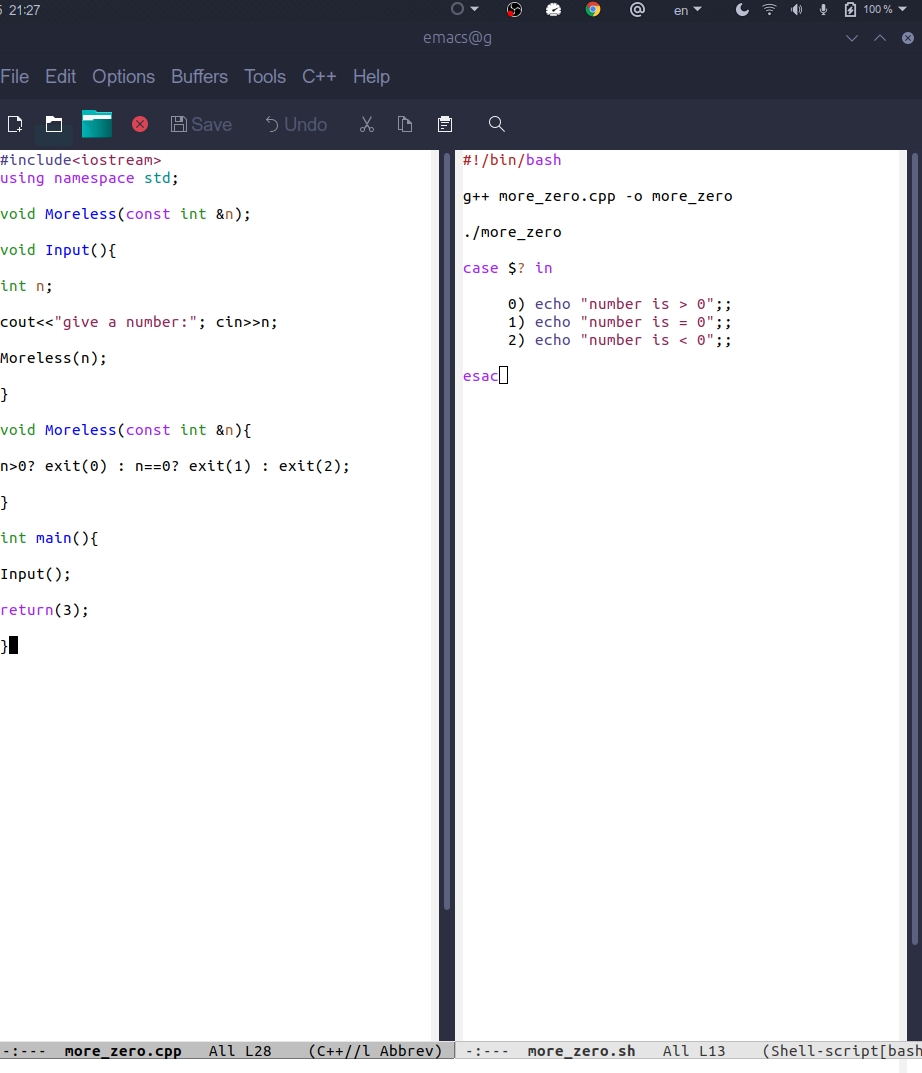 21:27
en
100 %
emacs@g
File Edit Options Buffers Tools C++ Help
Save Undo
#include<iostream>
using namespace std;
void Moreless(const int &n);
void Input(){
int n;
cout<<"give a number:"; cin>>n;
Moreless(n);
}
void Moreless(const int &n){
n>0? exit(0) : n==0? exit(1) : exit(2);
}
int main(){
Input();
return(3);
}
-:--- more_zero.cpp All L28 (C++//l Abbrev)
#!/bin/bash
g++ more_zero.cpp -o more_zero
./more_zero
case $? in
0) echo "number is > 0";;
1) echo "number is = 0";;
2) echo "number is < 0";;
esac
-:--- more_zero.sh All L13 (Shell-script[bash